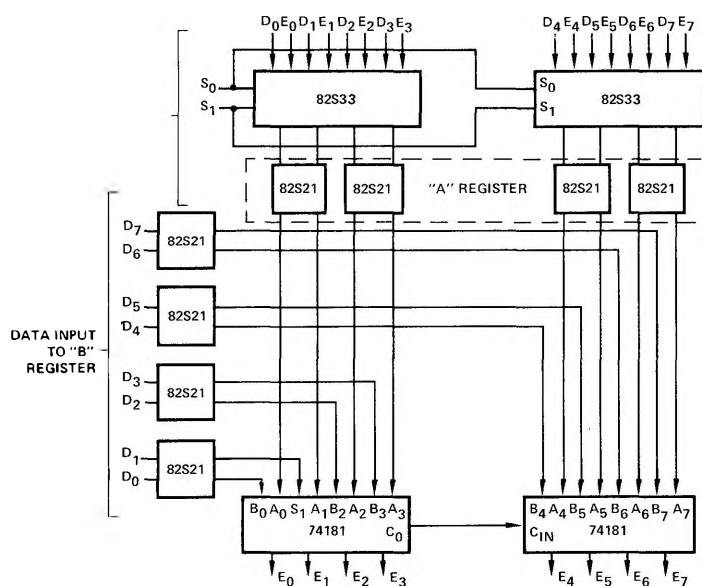 D0 E0 D1 E1 D2 E2 D3 E3
D4 E4 D5 E5 D6 E6 D7 E7
S0
S1
82S33
S0
S1
82S33
82S21
82S21
"A" REGISTER
82S21
82S21
D7
D6
82S21
D5
D4
82S21
DATA INPUT
TO "B"
REGISTER
D3
D2
82S21
D1
D0
82S21
B0 A0 S1 A1 B2 A2 B3 A3
74181
C0
B4 A4 B5 A5 B6 A6 B7 A7
CIN
74181
E0 E1 E2 E3
E4 E5 E6 E7